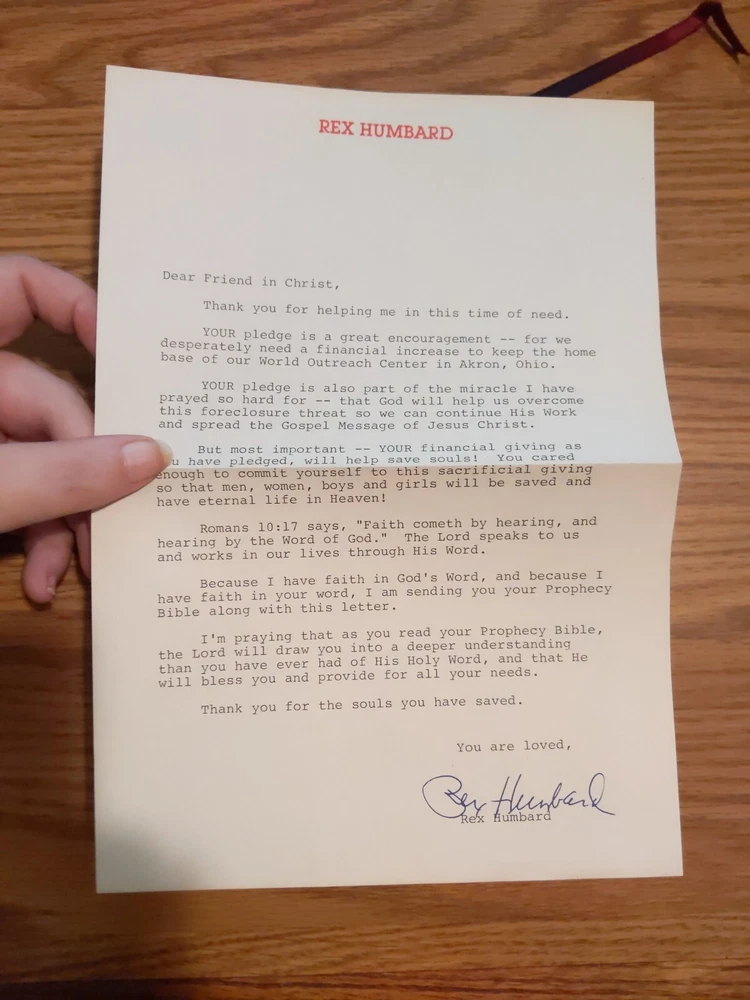 REX HUMBARD
Dear Friend in Christ,
Thank you for helping me in this time of need.
YOUR pledge is a great encouragement -- for we
desperately need a financial increase to keep the home
base of our World Outreach Center in Akron, Ohio.
YOUR pledge is also part of the miracle I have
prayed so hard for -- that God will help us overcome
this foreclosure threat so we can continue His Work
and spread the Gospel Message of Jesus Christ.
But most important -- YOUR financial giving as
u have pledged, will help save souls! You cared
enough to commit yourself to this sacrificial giving
so that men, women, boys and girls will be saved and
have eternal life in Heaven!
Romans 10:17 says, "Faith cometh by hearing, and
hearing by the Word of God." The Lord speaks to us
and works in our lives through His Word.
Because I have faith in God's Word, and because I
have faith in your word, I am sending you your Prophecy
Bible along with this letter.
I'm praying that as you read your Prophecy Bible,
the Lord will draw you into a deeper understanding
than you have ever had of His Holy Word, and that He
will bless you and provide for all your needs.
Thank you for the souls you have saved.
You are loved,
Rex Humbard
Rex Humbard